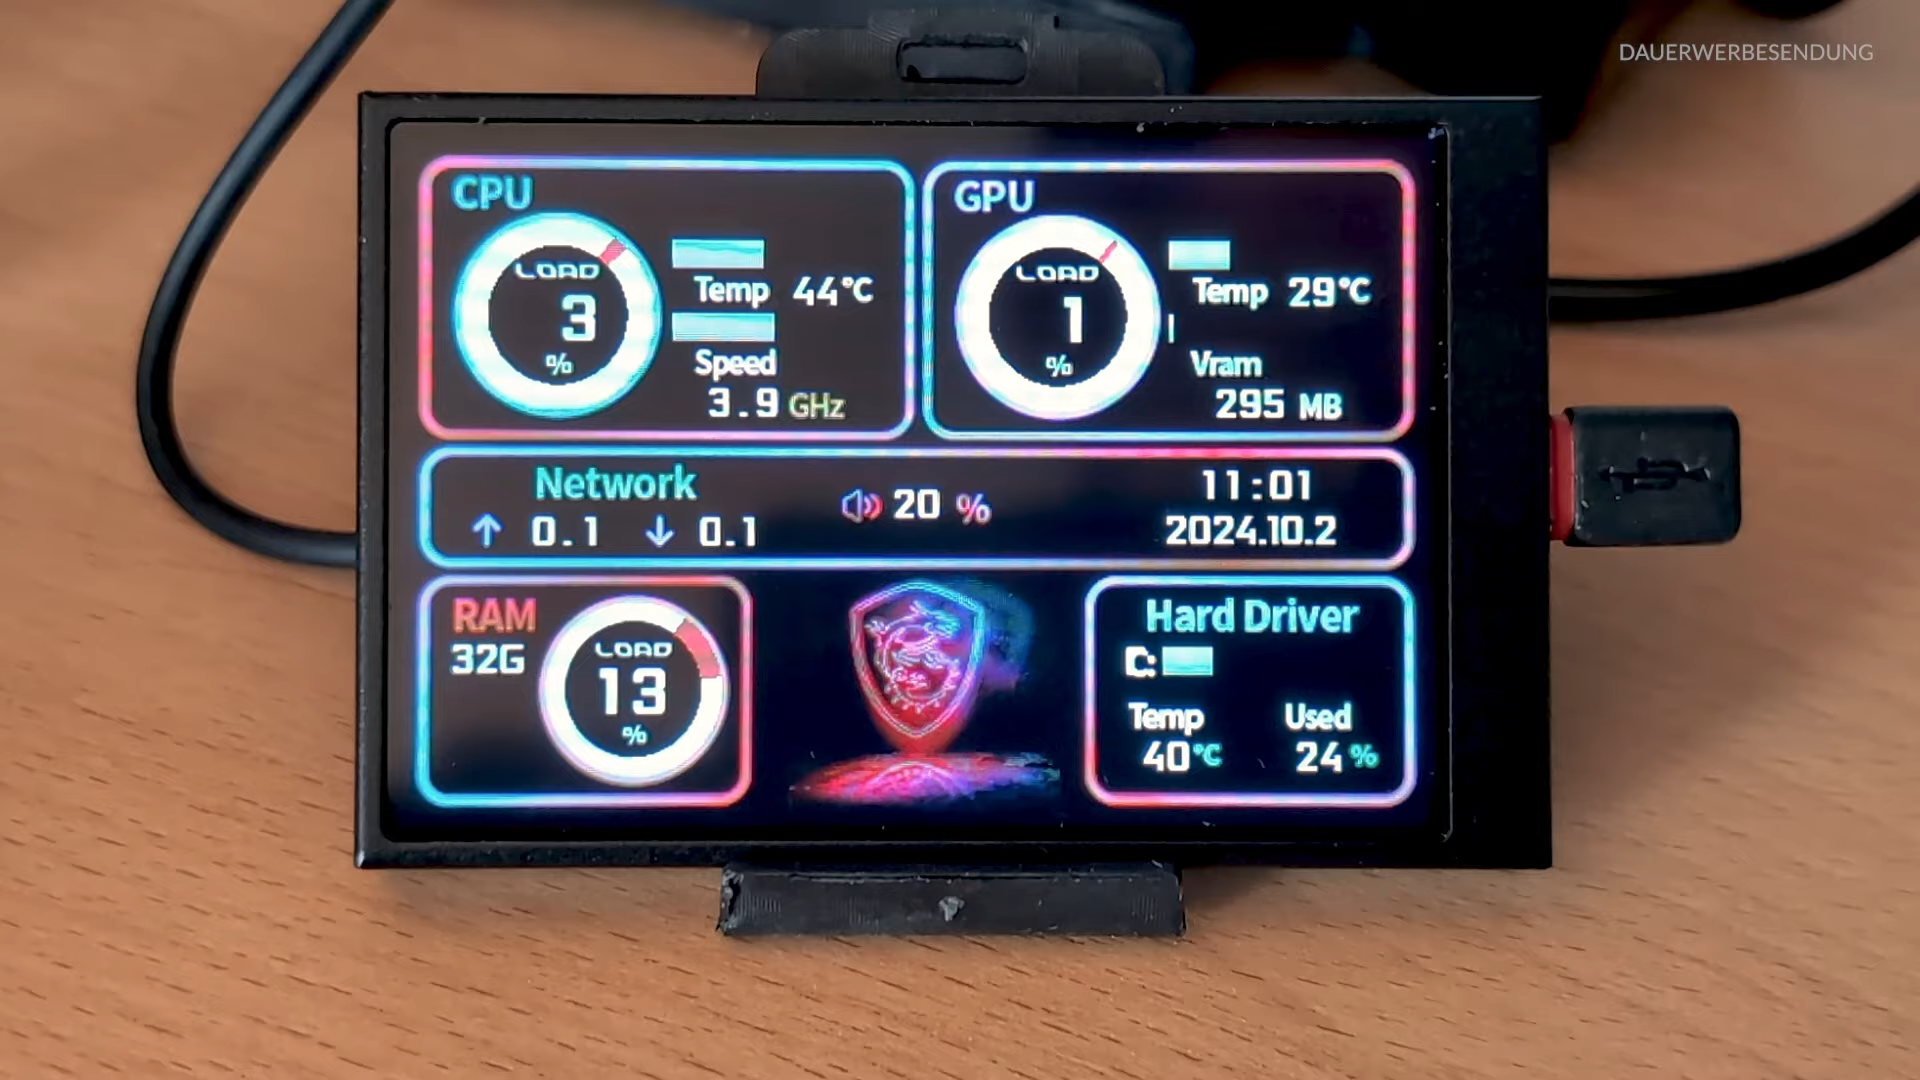 DAUERWERBESENDUNG
CPU
LOAD
3
%
Temp 44°C
Speed
3.9 GHz
GPU
LOAD
1
%
Temp 29°C
Vram
295 MB
Network
↑ 0.1 ↓ 0.1
20 %
11:01
2024.10.2
RAM
32G
LOAD
13
%
Hard Driver
C:
Temp Used
40°C 24 %